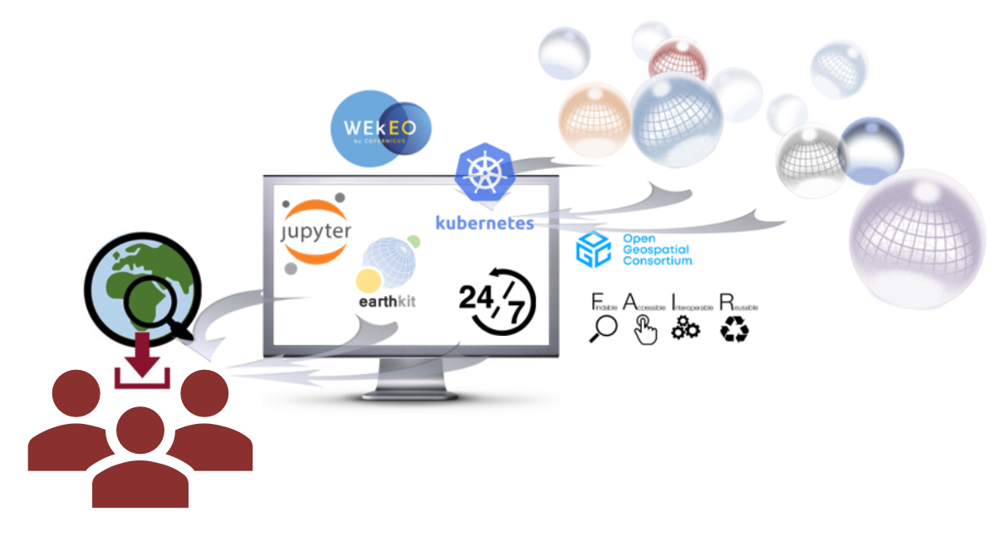 WEkEO
by COPERNICUS
jupyter
kubernetes
earthkit
24/7
Open
Geospatial
Consortium.
Findable Accessible Interoperable Reusable